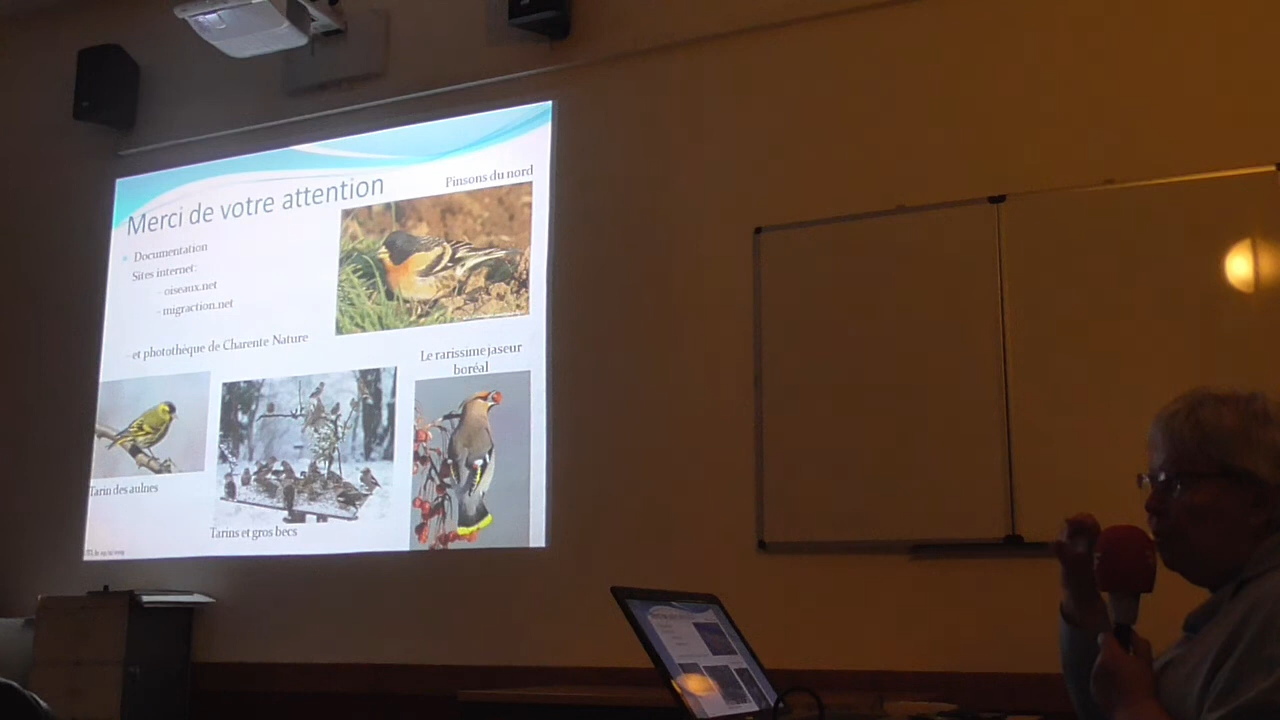 Merci de votre attention
Pinsons du nord
Documentation
Sites internet:
- oiseaux.net
- migraction.net
- et photothèque de Charente Nature
Le rarissime jaseur
boréal
Tarin des aulnes
Tarins et gros becs